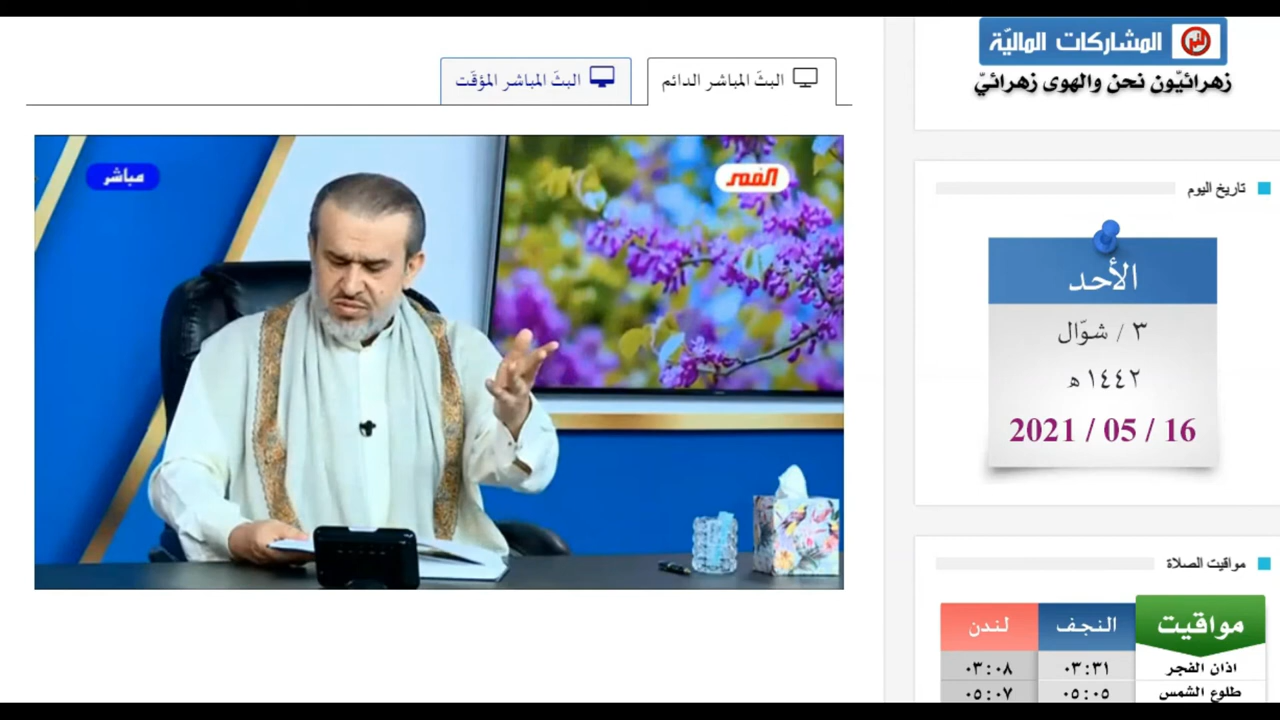 المشاركات الماليّة
زهرائيّون نحن والهوى زهرائيّ
البثّ المباشر الدائم
البثّ المباشر المؤقّت
القمر
مباشر
تاريخ اليوم
الأحد
٣ / شوّال
١٤٤٢ ه
2021 / 05 / 16
مواقيت الصلاة
مواقيت النجف لندن
اذان الفجر ٠٣:٣١ ٠٣:٠٨
طلوع الشمس ٠٥:٠٥ ٠٥:٠٧